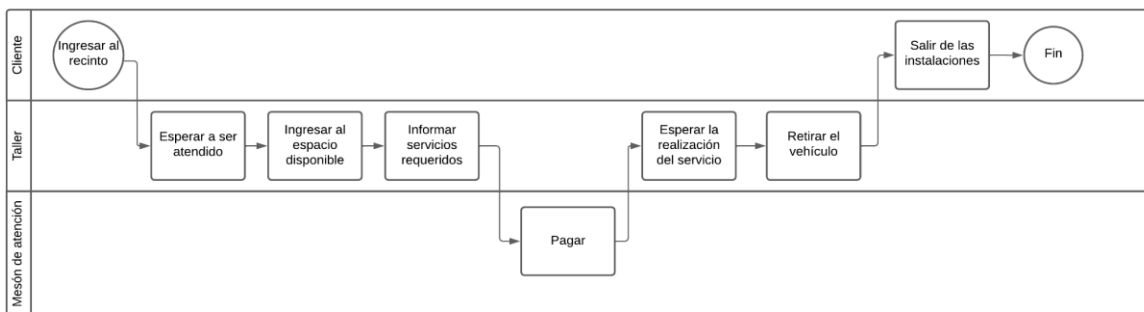 Cliente
Ingresar al
recinto
Salir de las
instalaciones
Fin
Taller
Esperar a ser
atendido
Ingresar al
espacio
disponible
Informar
servicios
requeridos
Esperar la
realización
del servicio
Retirar el
vehículo
Mesón de atención
Pagar